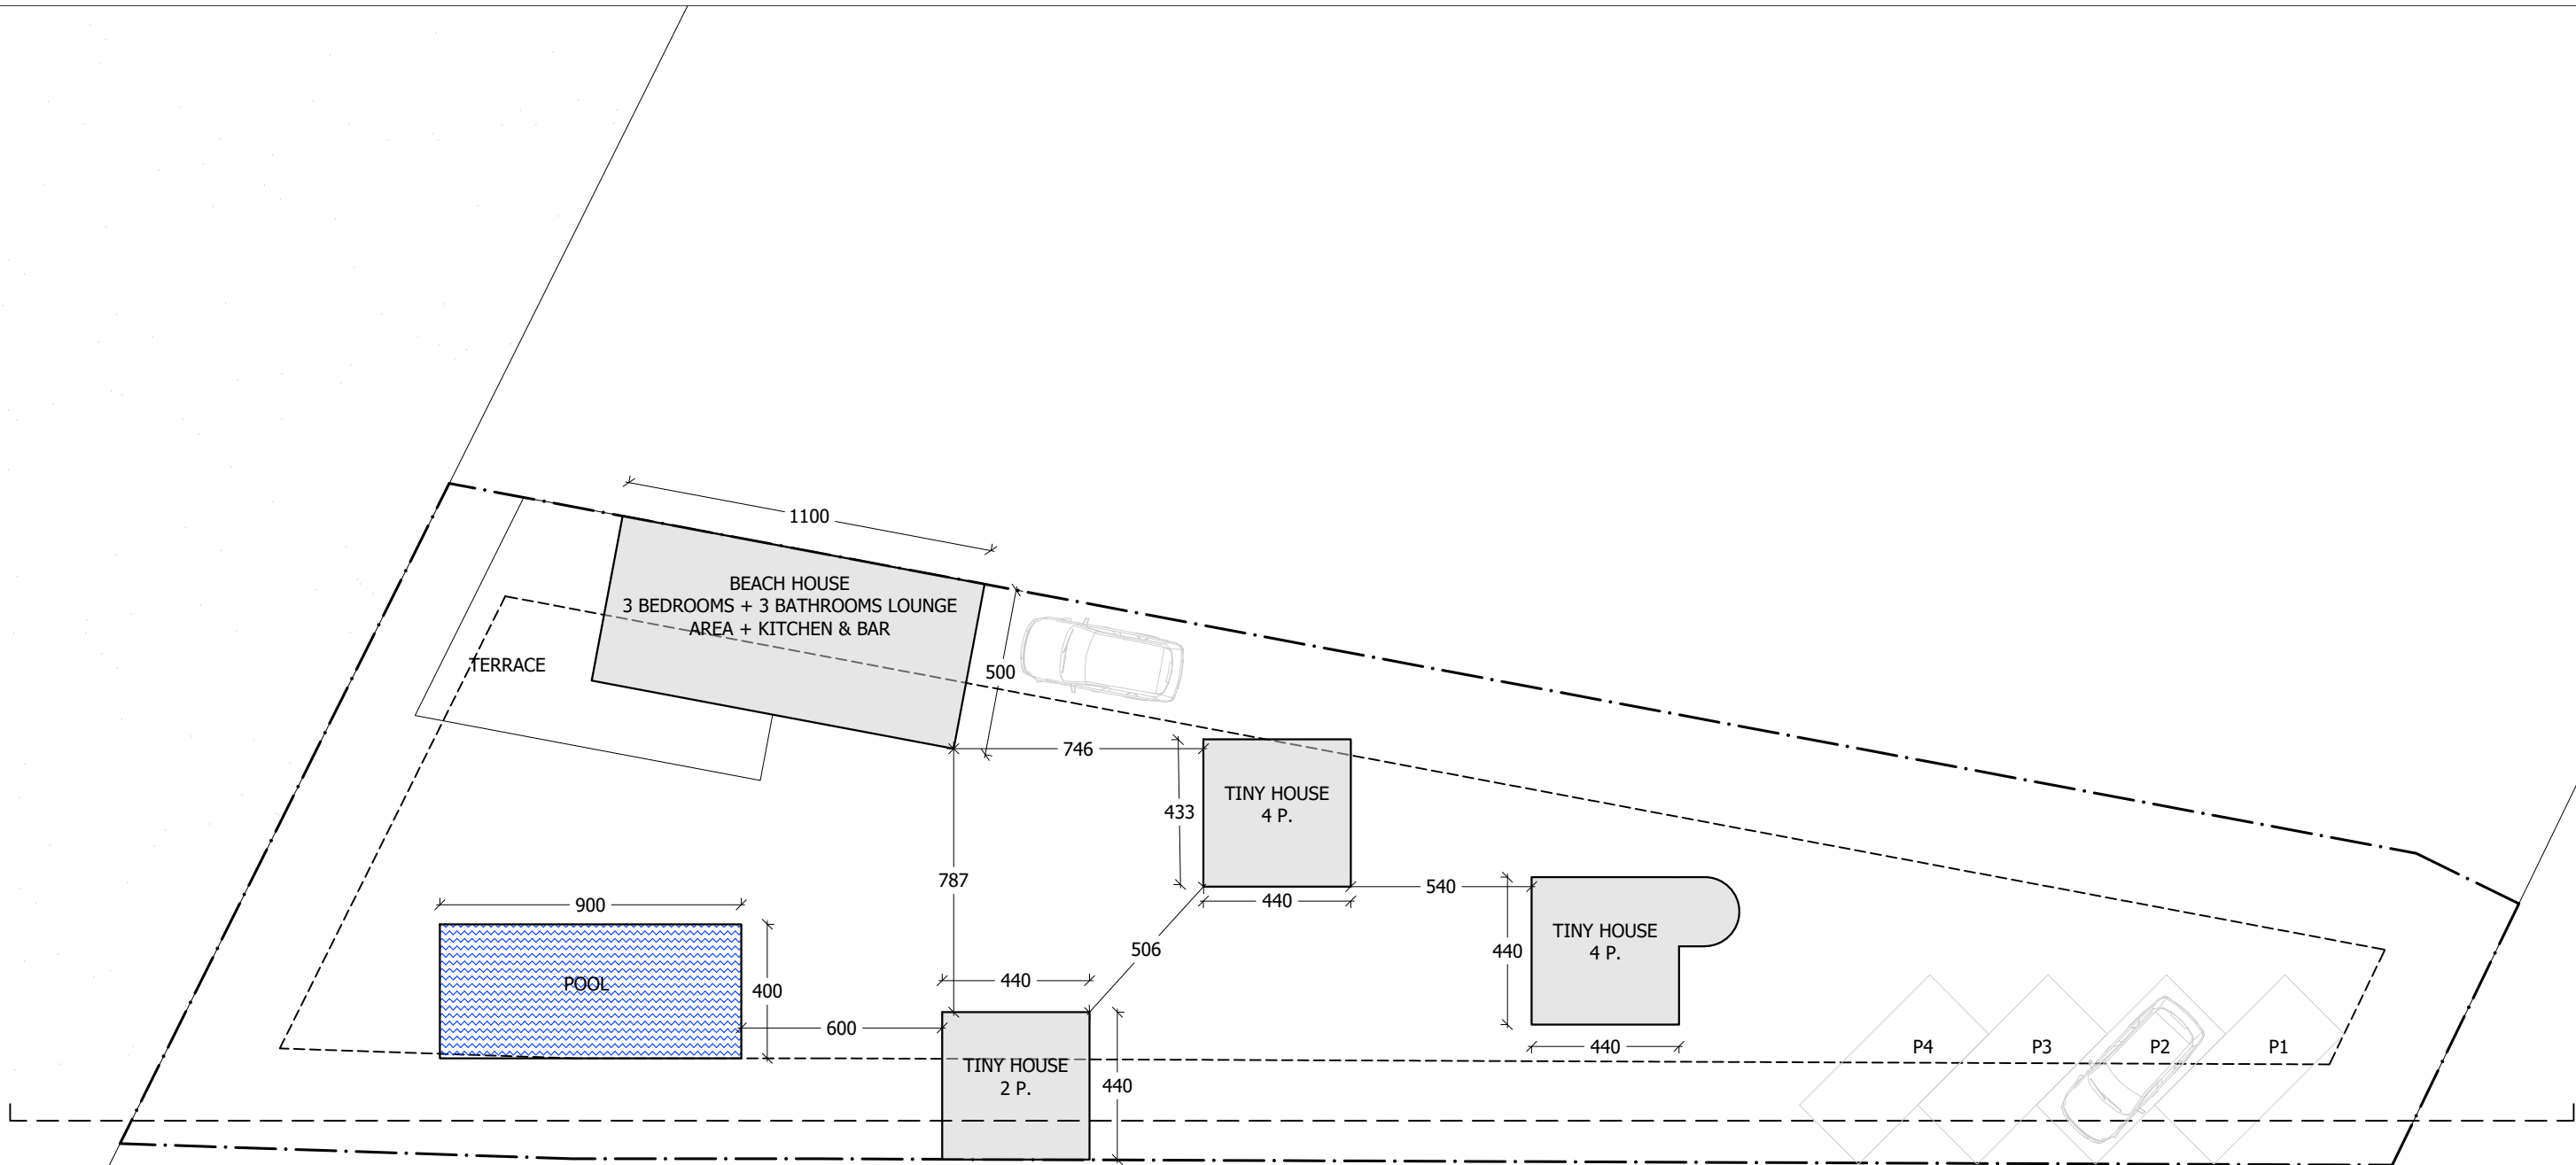 1100
BEACH HOUSE
3 BEDROOMS + 3 BATHROOMS LOUNGE
AREA + KITCHEN & BAR
TERRACE
500
746
433
TINY HOUSE
4 P.
440
540
787
506
900
POOL
400
600
440
TINY HOUSE
2 P.
440
440
TINY HOUSE
4 P.
440
P4
P3
P2
P1